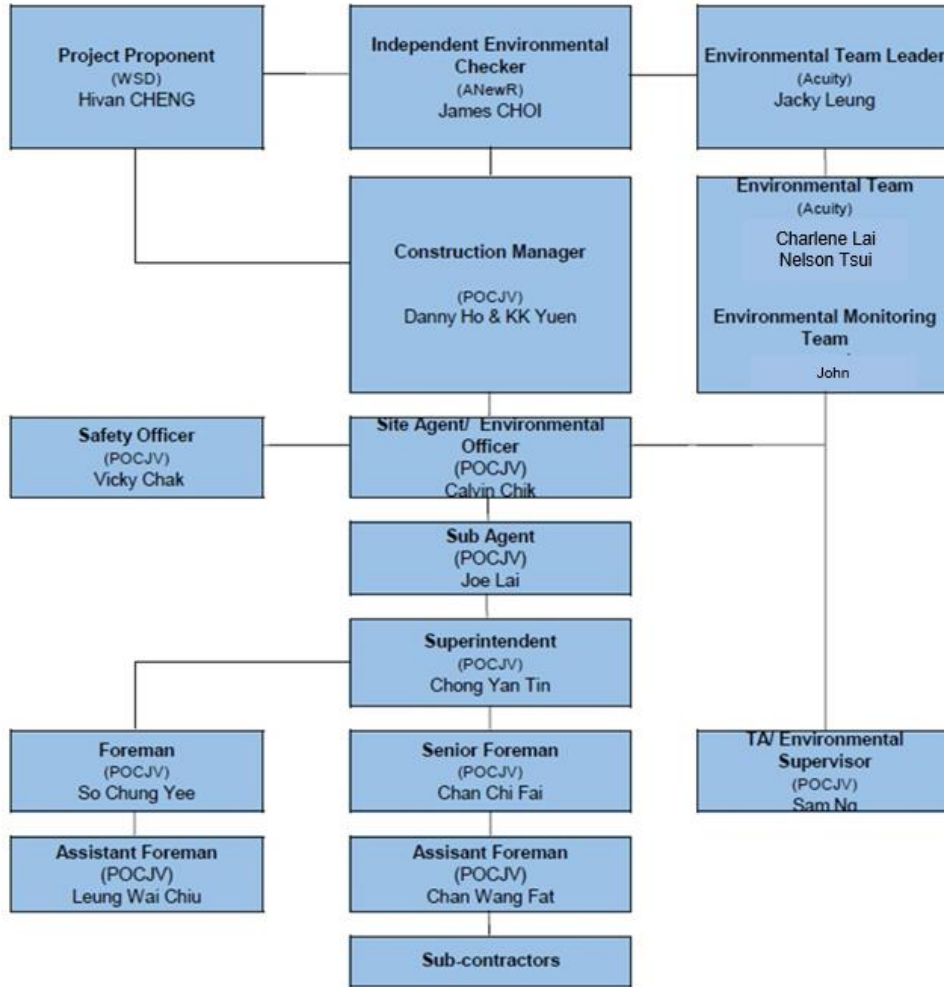 Project Proponent
(WSD)
Hivan CHENG
Independent Environmental
Checker
(ANewR)
James CHOI
Environmental Team Leader
(Acuity)
Jacky Leung
Construction Manager
(POCJV)
Danny Ho & KK Yuen
Environmental Team
(Acuity)
Charlene Lai
Nelson Tsui
Environmental Monitoring
Team
John
Safety Officer
(POCJV)
Vicky Chak
Site Agent/ Environmental
Officer
(POCJV)
Calvin Chik
Sub Agent
(POCJV)
Joe Lai
Superintendent
(POCJV)
Chong Yan Tin
Foreman
(POCJV)
So Chung Yee
Senior Foreman
(POCJV)
Chan Chi Fai
TA/ Environmental
Supervisor
(POCJV)
Sam Ng
Assistant Foreman
(POCJV)
Leung Wai Chiu
Assisant Foreman
(POCJV)
Chan Wang Fat
Sub-contractors